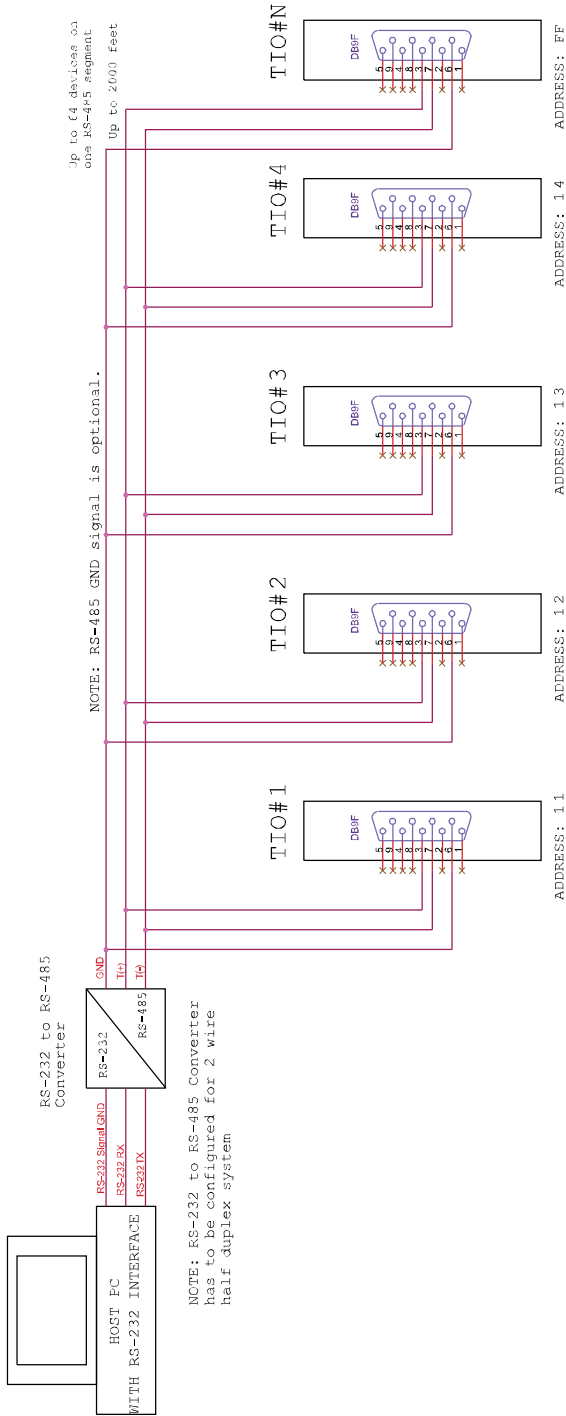 Up to 64 devices on
one RS-485 segment
Up to 2000 feet
NOTE: RS-485 GND signal is optional.
RS-232 to RS-485
Converter
RS-232
RS-485
GND
T(+)
T(-)
RS-232 Signal GND
RS-232 RX
RS-232 TX
HOST PC
WITH RS-232 INTERFACE
NOTE: RS-232 to RS-485 Converter
has to be configured for 2 wire
half duplex system
TIO#1
DB9F
5
9
4
8
3
7
2
6
1
ADDRESS: 11
TIO#2
DB9F
5
9
4
8
3
7
2
6
1
ADDRESS: 12
TIO#3
DB9F
5
9
4
8
3
7
2
6
1
ADDRESS: 13
TIO#4
DB9F
5
9
4
8
3
7
2
6
1
ADDRESS: 14
TIO#N
DB9F
5
9
4
8
3
7
2
6
1
ADDRESS: FF